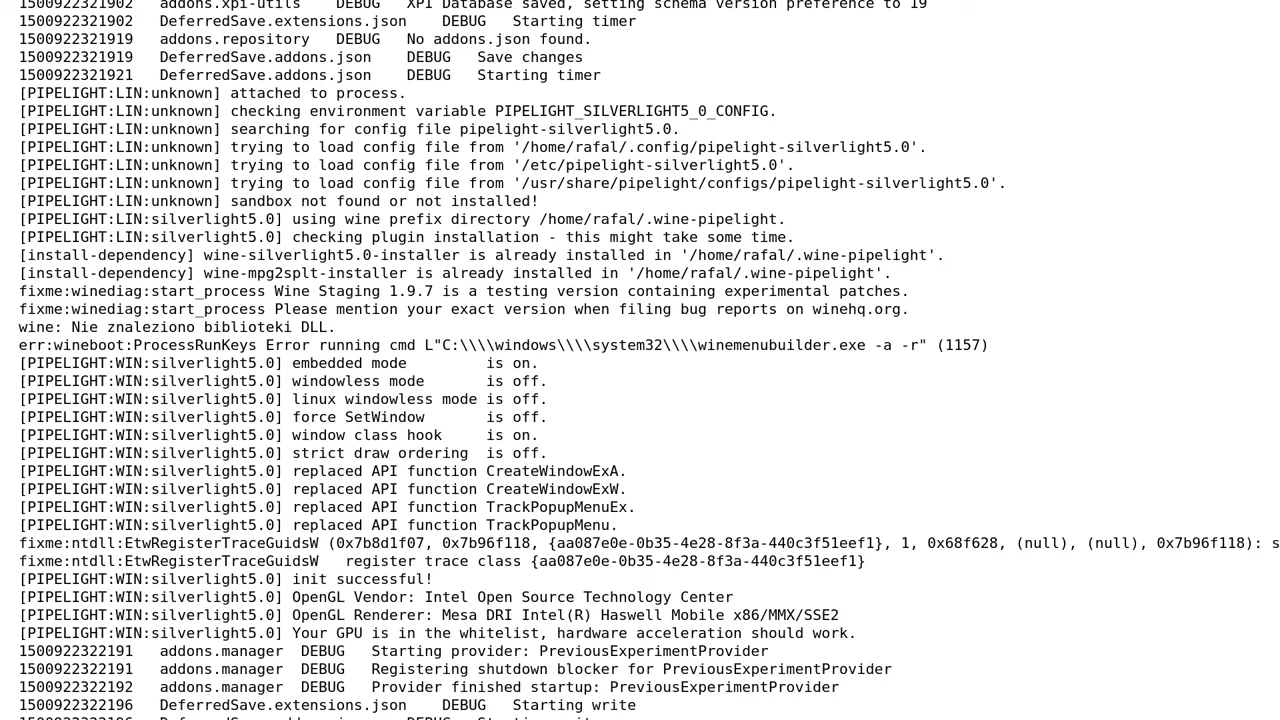 1500922321902   addons.xpi-utils    DEBUG   XPI Database saved, setting schema version preference to 19
1500922321902   DeferredSave.extensions.json    DEBUG   Starting timer
1500922321919   addons.repository   DEBUG   No addons.json found.
1500922321919   DeferredSave.addons.json    DEBUG   Save changes
1500922321921   DeferredSave.addons.json    DEBUG   Starting timer
[PIPELIGHT:LIN:unknown] attached to process.
[PIPELIGHT:LIN:unknown] checking environment variable PIPELIGHT_SILVERLIGHT5_0_CONFIG.
[PIPELIGHT:LIN:unknown] searching for config file pipelight-silverlight5.0.
[PIPELIGHT:LIN:unknown] trying to load config file from '/home/rafal/.config/pipelight-silverlight5.0'.
[PIPELIGHT:LIN:unknown] trying to load config file from '/etc/pipelight-silverlight5.0'.
[PIPELIGHT:LIN:unknown] trying to load config file from '/usr/share/pipelight/configs/pipelight-silverlight5.0'.
[PIPELIGHT:LIN:unknown] sandbox not found or not installed!
[PIPELIGHT:LIN:silverlight5.0] using wine prefix directory /home/rafal/.wine-pipelight.
[PIPELIGHT:LIN:silverlight5.0] checking plugin installation - this might take some time.
[install-dependency] wine-silverlight5.0-installer is already installed in '/home/rafal/.wine-pipelight'.
[install-dependency] wine-mpg2splt-installer is already installed in '/home/rafal/.wine-pipelight'.
fixme:winediag:start_process Wine Staging 1.9.7 is a testing version containing experimental patches.
fixme:winediag:start_process Please mention your exact version when filing bug reports on winehq.org.
wine: Nie znaleziono biblioteki DLL.
err:wineboot:ProcessRunKeys Error running cmd L"C:\\\\windows\\\\system32\\\\winemenubuilder.exe -a -r" (1157)
[PIPELIGHT:WIN:silverlight5.0] embedded mode         is on.
[PIPELIGHT:WIN:silverlight5.0] windowless mode       is off.
[PIPELIGHT:WIN:silverlight5.0] linux windowless mode is off.
[PIPELIGHT:WIN:silverlight5.0] force SetWindow       is off.
[PIPELIGHT:WIN:silverlight5.0] window class hook     is on.
[PIPELIGHT:WIN:silverlight5.0] strict draw ordering  is off.
[PIPELIGHT:WIN:silverlight5.0] replaced API function CreateWindowExA.
[PIPELIGHT:WIN:silverlight5.0] replaced API function CreateWindowExW.
[PIPELIGHT:WIN:silverlight5.0] replaced API function TrackPopupMenuEx.
[PIPELIGHT:WIN:silverlight5.0] replaced API function TrackPopupMenu.
fixme:ntdll:EtwRegisterTraceGuidsW (0x7b8d1f07, 0x7b96f118, {aa087e0e-0b35-4e28-8f3a-440c3f51eef1}, 1, 0x68f628, (null), (null), 0x7b96f118): s
fixme:ntdll:EtwRegisterTraceGuidsW   register trace class {aa087e0e-0b35-4e28-8f3a-440c3f51eef1}
[PIPELIGHT:WIN:silverlight5.0] init successful!
[PIPELIGHT:WIN:silverlight5.0] OpenGL Vendor: Intel Open Source Technology Center
[PIPELIGHT:WIN:silverlight5.0] OpenGL Renderer: Mesa DRI Intel(R) Haswell Mobile x86/MMX/SSE2
[PIPELIGHT:WIN:silverlight5.0] Your GPU is in the whitelist, hardware acceleration should work.
1500922322191   addons.manager  DEBUG   Starting provider: PreviousExperimentProvider
1500922322191   addons.manager  DEBUG   Registering shutdown blocker for PreviousExperimentProvider
1500922322192   addons.manager  DEBUG   Provider finished startup: PreviousExperimentProvider
1500922322196   DeferredSave.extensions.json    DEBUG   Starting write